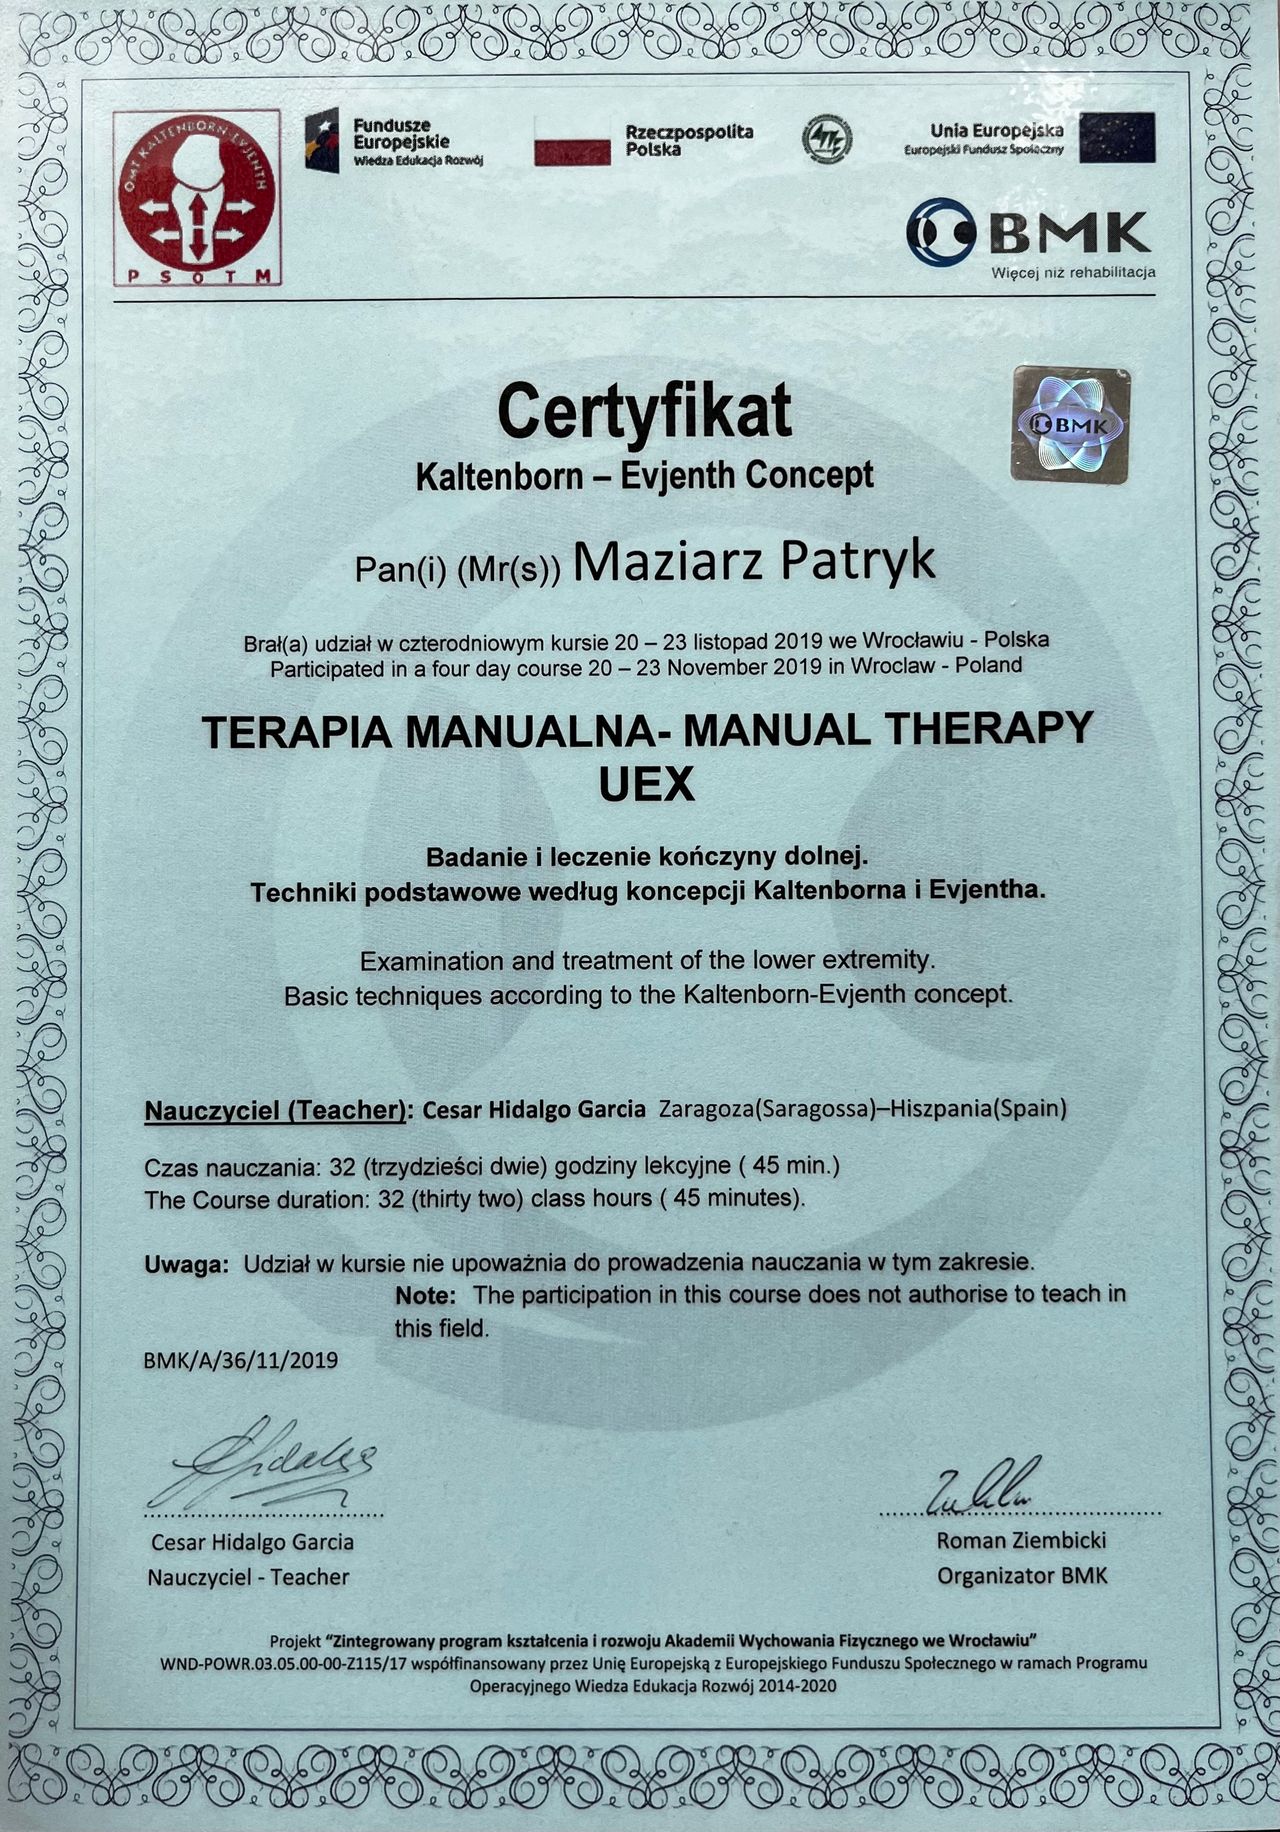 OMT KALTENBORN-EVJENTH
P S O T M
Fundusze
Europejskie
Wiedza Edukacja Rozwój
Rzeczpospolita
Polska
Unia Europejska
Europejski Fundusz Społeczny
BMK
Więcej niż rehabilitacja
Certyfikat
BMK
Kaltenborn – Evjenth Concept
Pan(i) (Mr(s)) Maziarz Patryk
Brał(a) udział w czterodniowym kursie 20 – 23 listopad 2019 we Wrocławiu - Polska
Participated in a four day course 20 – 23 November 2019 in Wroclaw - Poland
TERAPIA MANUALNA- MANUAL THERAPY
UEX
Badanie i leczenie kończyny dolnej.
Techniki podstawowe według koncepcji Kaltenborna i Evjentha.
Examination and treatment of the lower extremity.
Basic techniques according to the Kaltenborn-Evjenth concept.
Nauczyciel (Teacher): Cesar Hidalgo Garcia Zaragoza(Saragossa)–Hiszpania(Spain)
Czas nauczania: 32 (trzydzieści dwie) godziny lekcyjne ( 45 min.)
The Course duration: 32 (thirty two) class hours ( 45 minutes).
Uwaga: Udział w kursie nie upoważnia do prowadzenia nauczania w tym zakresie.
Note: The participation in this course does not authorise to teach in
this field.
BMK/A/36/11/2019
Cesar Hidalgo Garcia
Nauczyciel - Teacher
Roman Ziembicki
Organizator BMK
Projekt “Zintegrowany program kształcenia i rozwoju Akademii Wychowania Fizycznego we Wrocławiu”
WND-POWR.03.05.00-00-Z115/17 współfinansowany przez Unię Europejską z Europejskiego Funduszu Społecznego w ramach Programu
Operacyjnego Wiedza Edukacja Rozwój 2014-2020